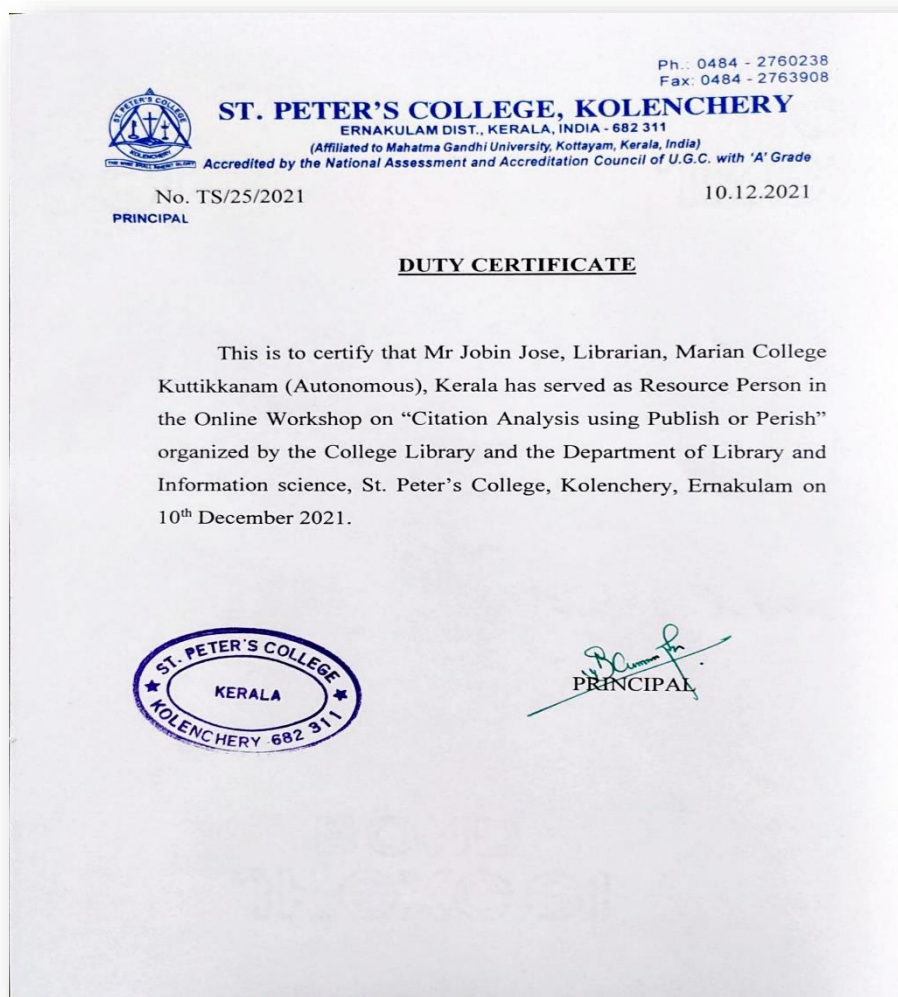 Ph.: 0484 - 2760238
Fax: 0484 - 2763908
ST. PETER'S COLLEGE
KOLENCHERY
ST. PETER'S COLLEGE, KOLENCHERY
ERNAKULAM DIST., KERALA, INDIA - 682 311
(Affiliated to Mahatma Gandhi University, Kottayam, Kerala, India)
Accredited by the National Assessment and Accreditation Council of U.G.C. with 'A' Grade
No. TS/25/2021
10.12.2021
PRINCIPAL
DUTY CERTIFICATE
This is to certify that Mr Jobin Jose, Librarian, Marian College
Kuttikkanam (Autonomous), Kerala has served as Resource Person in
the Online Workshop on “Citation Analysis using Publish or Perish”
organized by the College Library and the Department of Library and
Information science, St. Peter’s College, Kolenchery, Ernakulam on
10th December 2021.
ST. PETER'S COLLEGE
KERALA
KOLENCHERY 682 311
PRINCIPAL